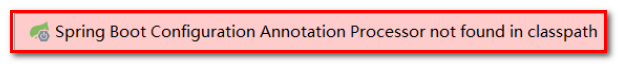 Spring Boot Configuration Annotation Processor not found in classpath